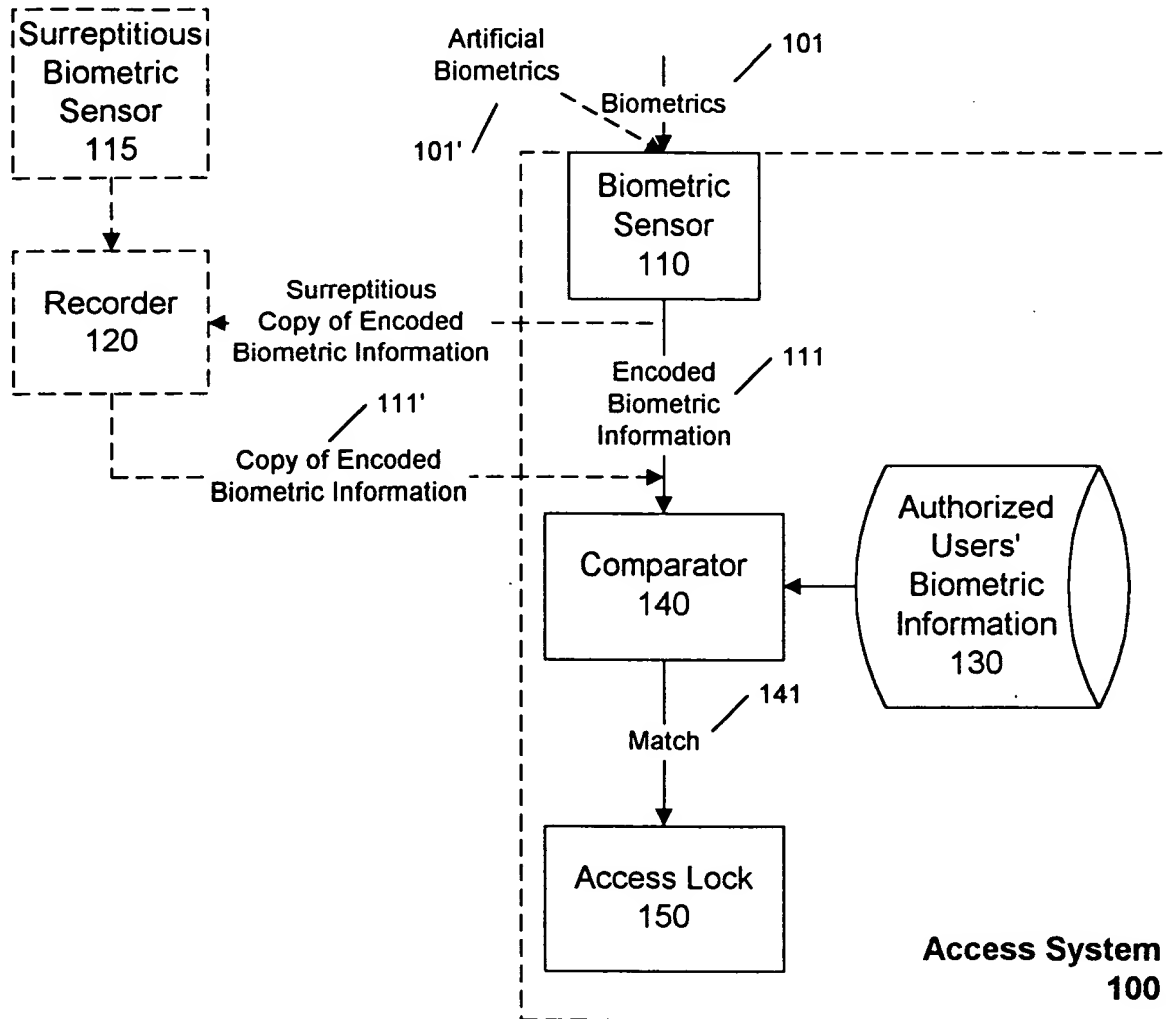 Surreptitious
Biometric
Sensor
115
Artificial
Biometrics
101
Biometrics
101'
Biometric
Sensor
110
Recorder
120
Surreptitious
Copy of Encoded
Biometric Information
Encoded
Biometric
Information
111
111'
Copy of Encoded
Biometric Information
Comparator
140
Authorized
Users'
Biometric
Information
130
141
Match
Access Lock
150
Access System
100